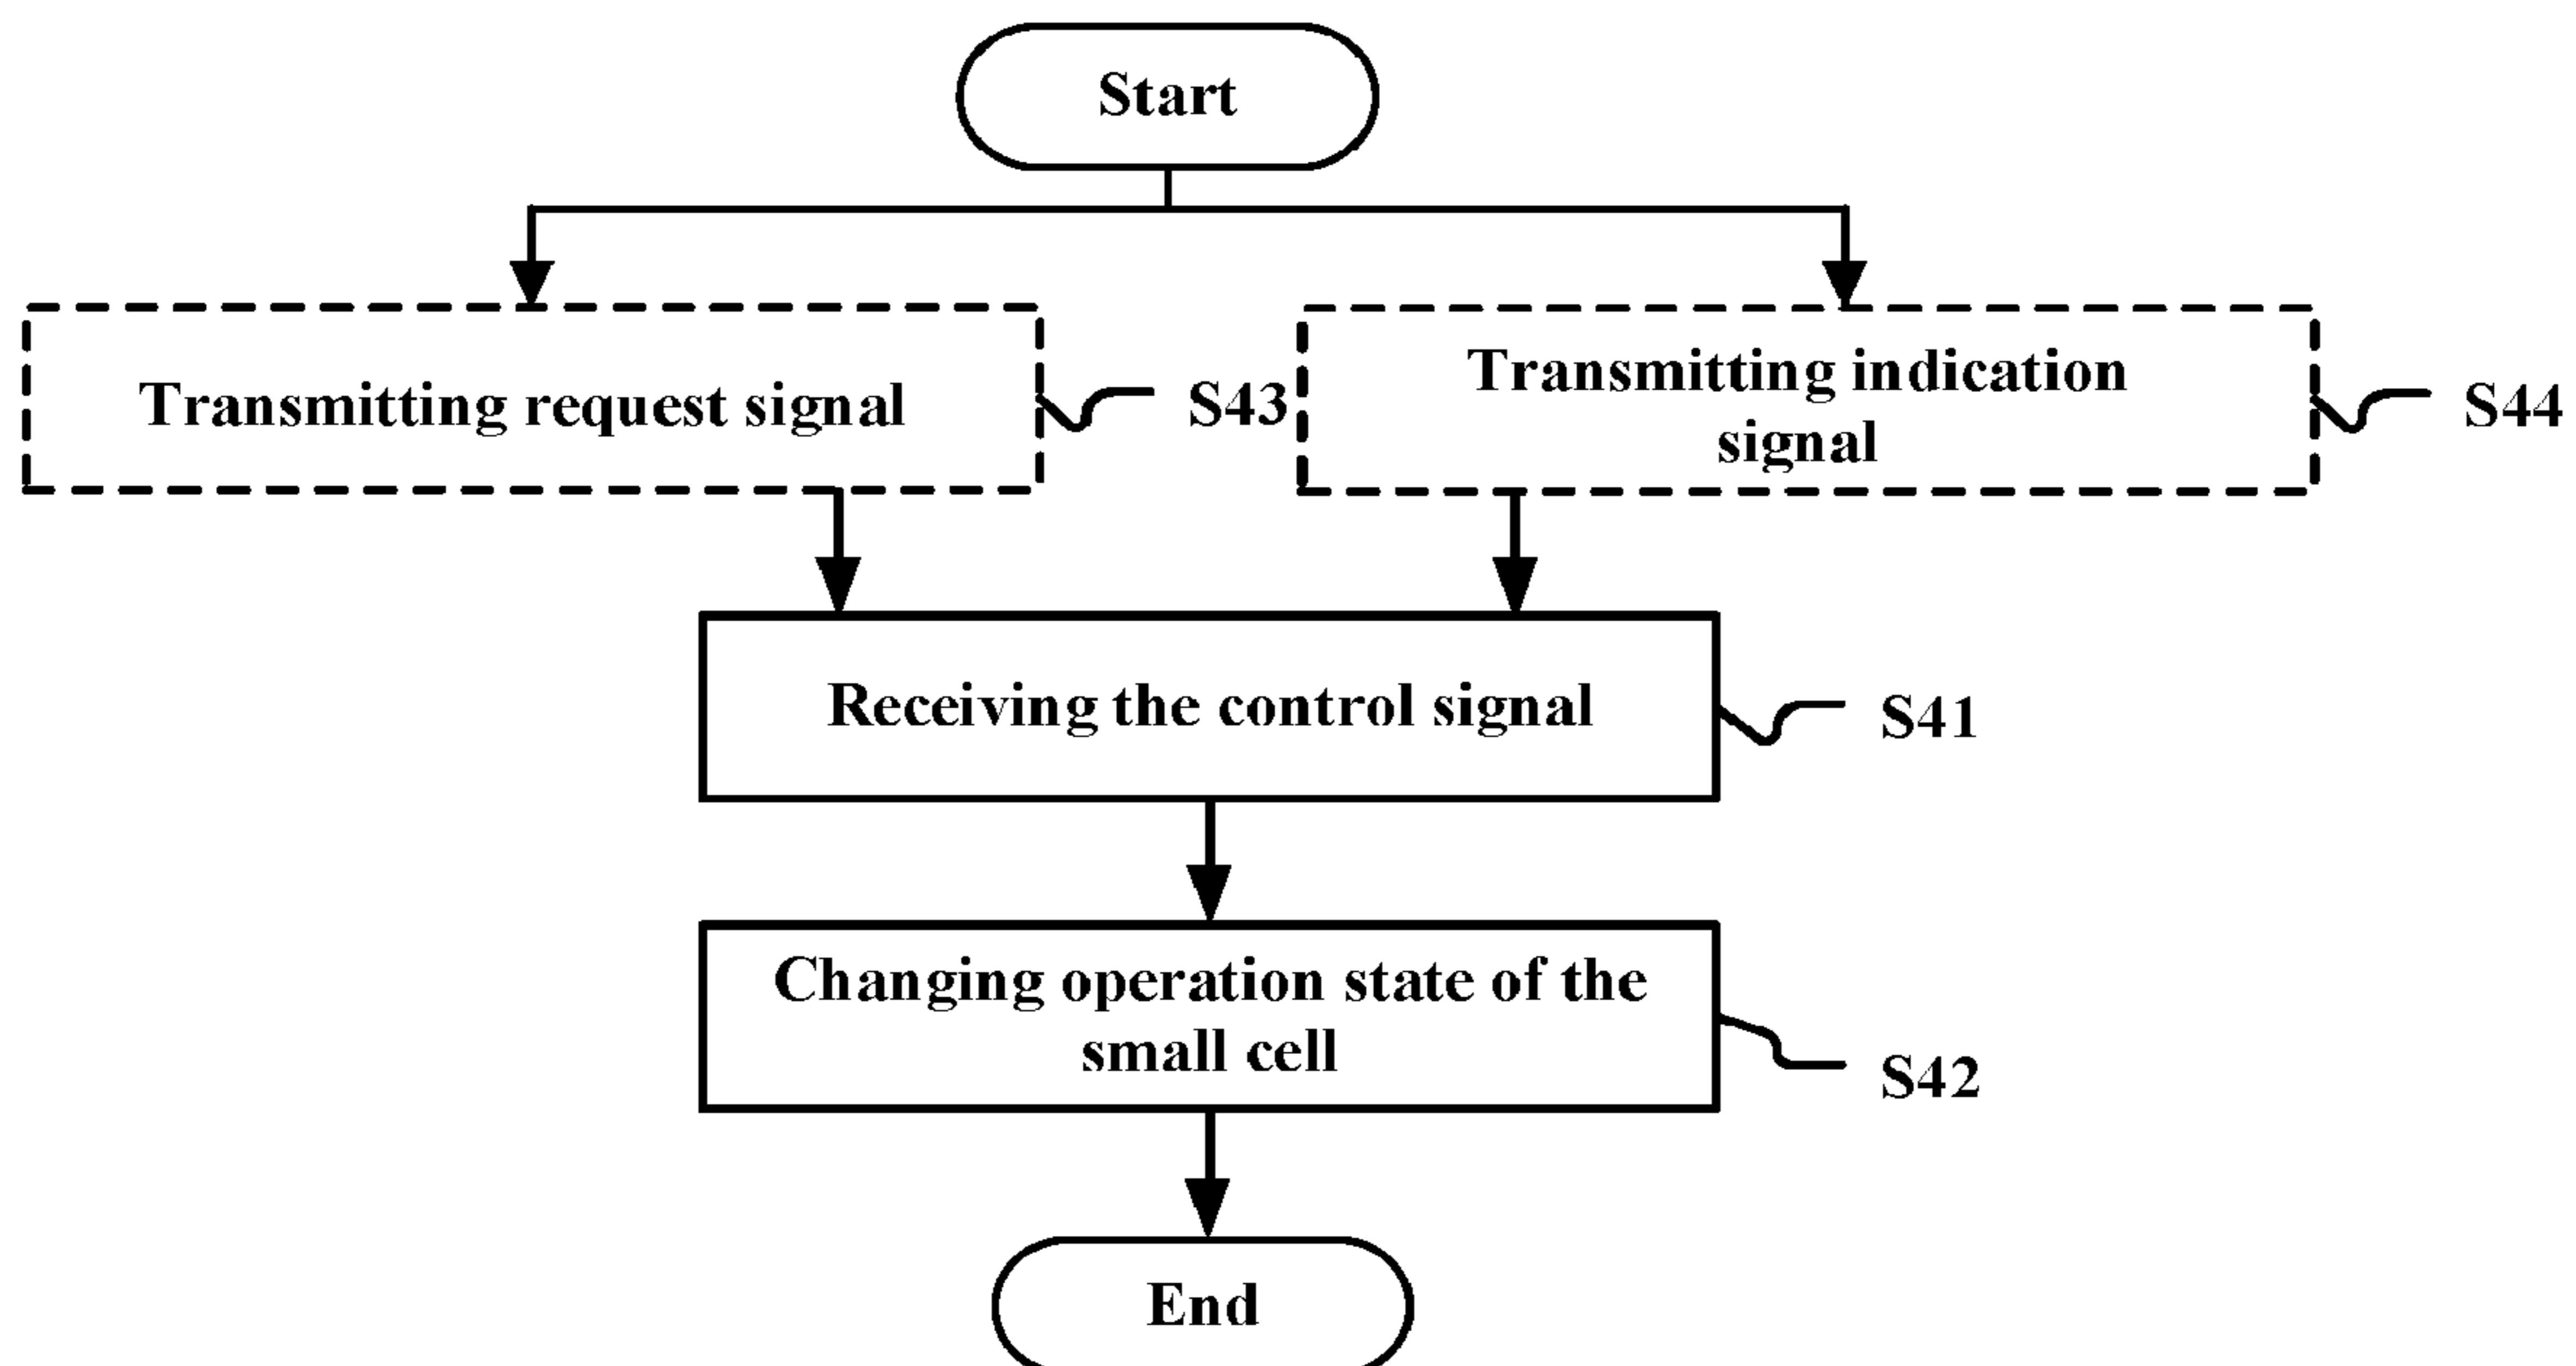 Start
Transmitting request signal
S43
Transmitting indication
signal
S44
Receiving the control signal
S41
Changing operation state of the
small cell
S42
End